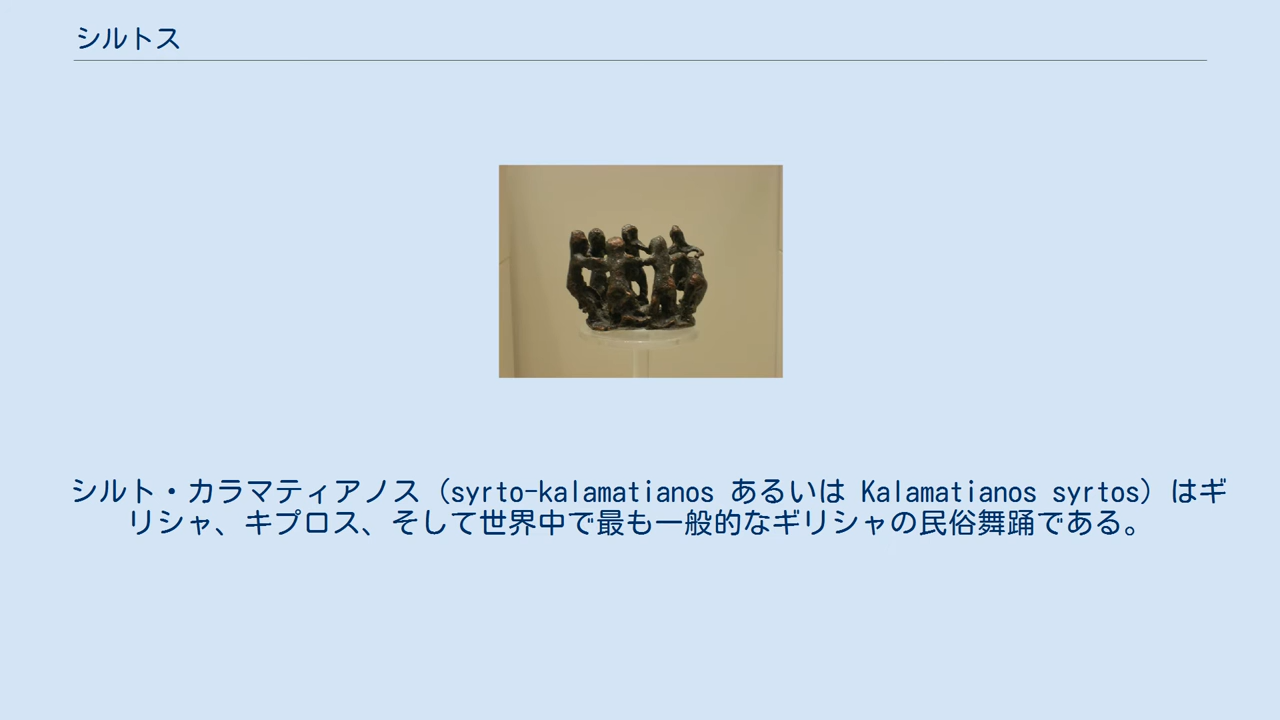 シルトス
シルト・カラマティアノス（syrto-kalamatianos あるいは Kalamatianos syrtos）はギ
リシャ、キプロス、そして世界中で最も一般的なギリシャの民俗舞踊である。